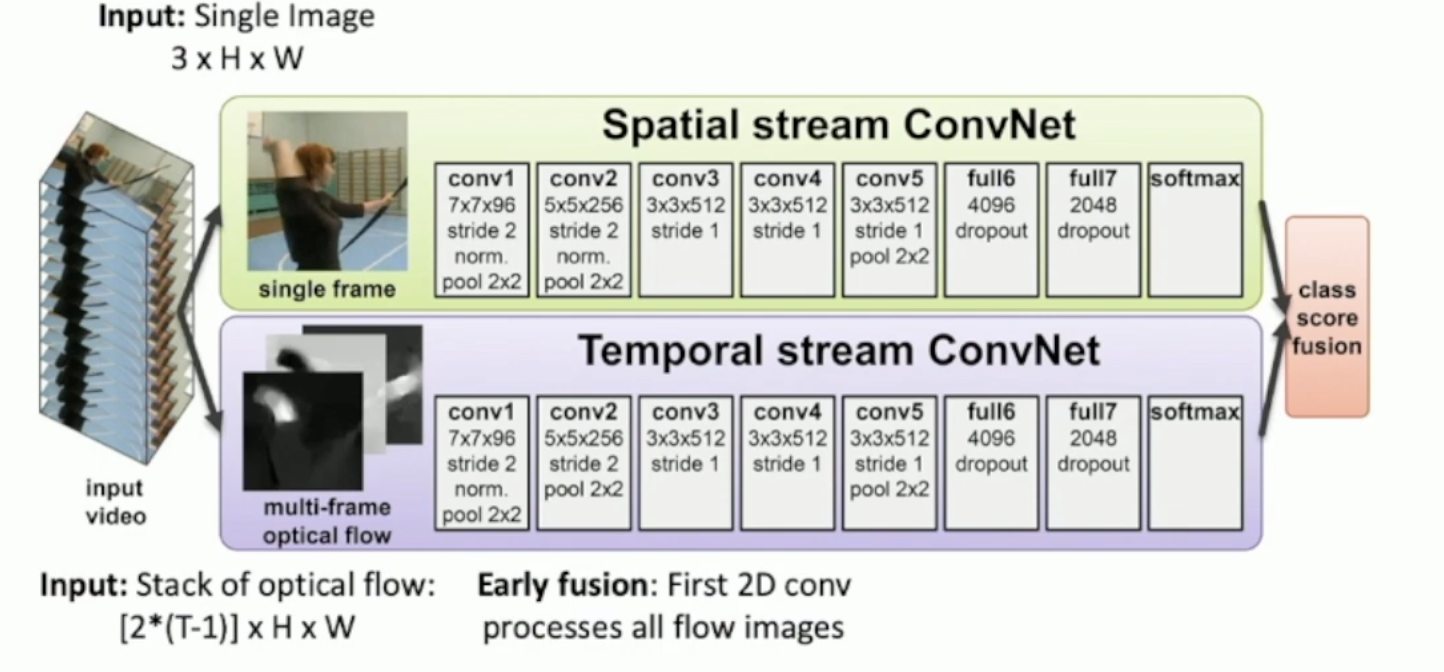 Input: Single Image
3 x H x W
Spatial stream ConvNet
single frame
conv1
7x7x96
stride 2
norm.
pool 2x2
conv2
5x5x256
stride 2
norm.
pool 2x2
conv3
3x3x512
stride 1
conv4
3x3x512
stride 1
conv5
3x3x512
stride 1
pool 2x2
full6
4096
dropout
full7
2048
dropout
softmax
Temporal stream ConvNet
multi-frame
optical flow
conv1
7x7x96
stride 2
norm.
pool 2x2
conv2
5x5x256
stride 2
pool 2x2
conv3
3x3x512
stride 1
conv4
3x3x512
stride 1
conv5
3x3x512
stride 1
pool 2x2
full6
4096
dropout
full7
2048
dropout
softmax
class
score
fusion
input
video
Input: Stack of optical flow:
[2*(T-1)] x H x W
Early fusion: First 2D conv
processes all flow images